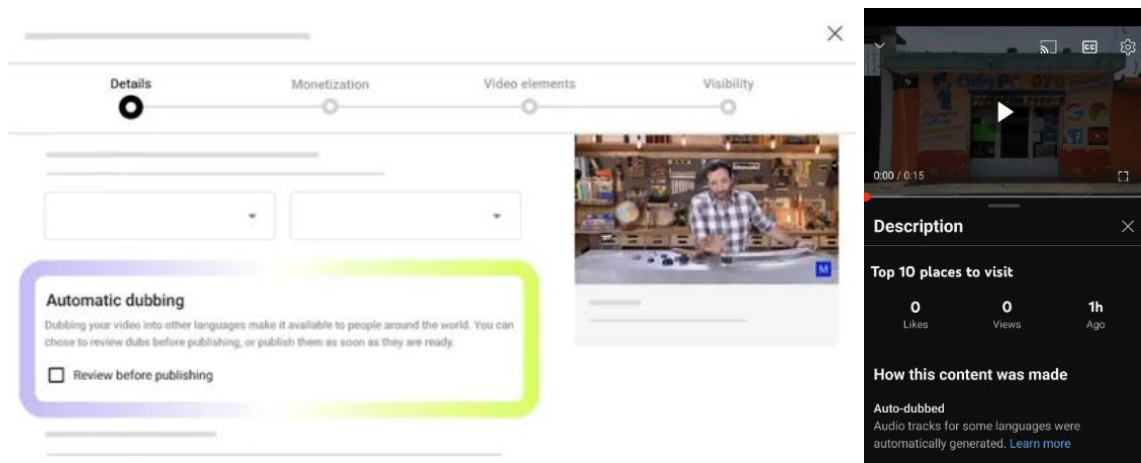 Details
Monetization
Video elements
Visibility
Automatic dubbing
Dubbing your video into other languages make it available to people around the world. You can
chose to review dubs before publishing, or publish them as soon as they are ready.
Review before publishing
M
CC
0:00 / 0:15
Description
Top 10 places to visit
0
0
1h
Likes
Views
Ago
How this content was made
Auto-dubbed
Audio tracks for some languages were
automatically generated. Learn more